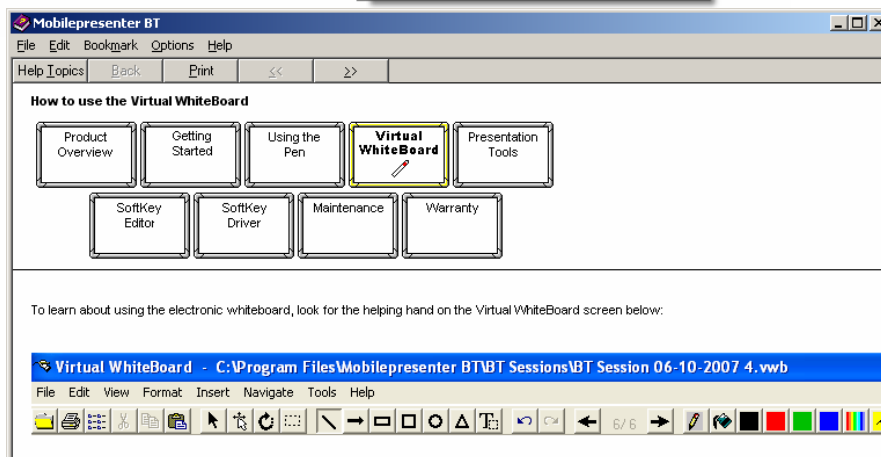 Mobilepresenter BT
File Edit Bookmark Options Help
Help Topics Back Print << >>
How to use the Virtual WhiteBoard
Product Overview
Getting Started
Using the Pen
Virtual WhiteBoard
Presentation Tools
SoftKey Editor
SoftKey Driver
Maintenance
Warranty
To learn about using the electronic whiteboard, look for the helping hand on the Virtual WhiteBoard screen below:
Virtual WhiteBoard - C:\Program Files\Mobilepresenter BT\BT Sessions\BT Session 06-10-2007 4.vwb
File Edit View Format Insert Navigate Tools Help
6/6